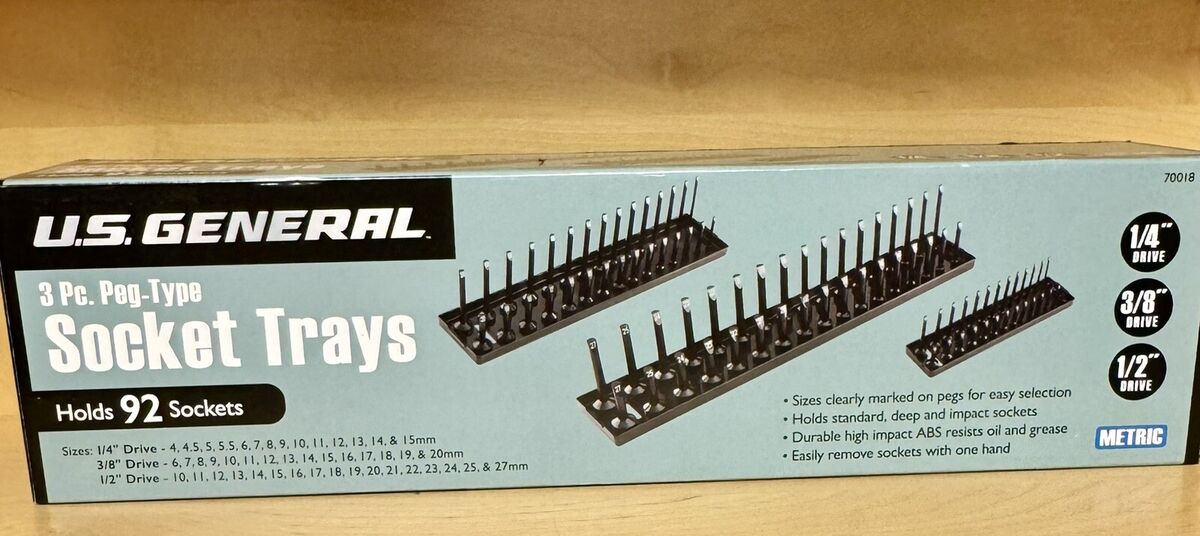 70018
U.S. GENERAL
3 Pc. Peg-Type
Socket Trays
Holds 92 Sockets
Sizes: 1/4" Drive - 4, 4.5, 5, 5.5, 6, 7, 8, 9, 10, 11, 12, 13, 14, & 15mm
3/8" Drive - 6, 7, 8, 9, 10, 11, 12, 13, 14, 15, 16, 17, 18, 19, & 20mm
1/2" Drive - 10, 11, 12, 13, 14, 15, 16, 17, 18, 19, 20, 21, 22, 23, 24, 25, & 27mm
• Sizes clearly marked on pegs for easy selection
• Holds standard, deep and impact sockets
• Durable high impact ABS resists oil and grease
• Easily remove sockets with one hand
1/4"
DRIVE
3/8"
DRIVE
1/2"
DRIVE
METRIC